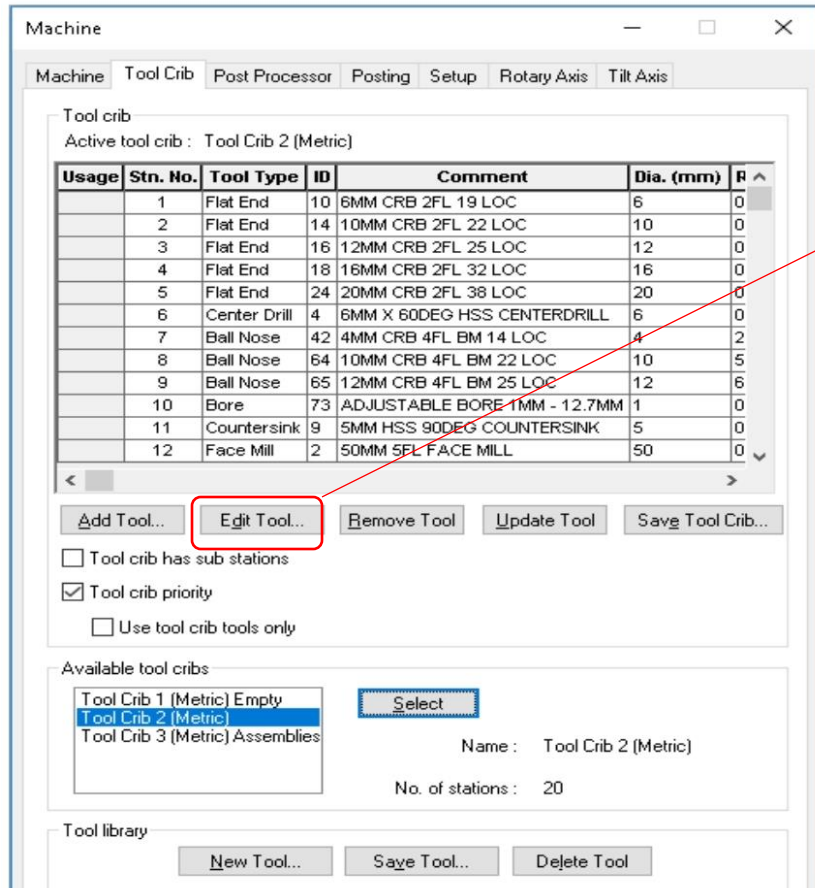 Machine
Machine Tool Crib Post Processor Posting Setup Rotary Axis Tilt Axis
Tool crib
Active tool crib : Tool Crib 2 (Metric)
Usage Stn. No. Tool Type ID Comment Dia. (mm) R
1 Flat End 10 6MM CRB 2FL 19 LOC 6 0
2 Flat End 14 10MM CRB 2FL 22 LOC 10 0
3 Flat End 16 12MM CRB 2FL 25 LOC 12 0
4 Flat End 18 16MM CRB 2FL 32 LOC 16 0
5 Flat End 24 20MM CRB 2FL 38 LOC 20 0
6 Center Drill 4 6MM X 60DEG HSS CENTERDRILL 6 0
7 Ball Nose 42 4MM CRB 4FL BM 14 LOC 4 2
8 Ball Nose 64 10MM CRB 4FL BM 22 LOC 10 5
9 Ball Nose 65 12MM CRB 4FL BM 25 LOC 12 6
10 Bore 73 ADJUSTABLE BORE 1MM - 12.7MM 1 0
11 Countersink 9 5MM HSS 90DEG COUNTERSINK 5 0
12 Face Mill 2 50MM 5FL FACE MILL 50 0
Add Tool... Edit Tool... Remove Tool Update Tool Save Tool Crib...
Tool crib has sub stations
Tool crib priority
Use tool crib tools only
Available tool cribs
Tool Crib 1 (Metric) Empty
Tool Crib 2 (Metric)
Tool Crib 3 (Metric) Assemblies
Select
Name : Tool Crib 2 (Metric)
No. of stations : 20
Tool library
New Tool... Save Tool... Delete Tool